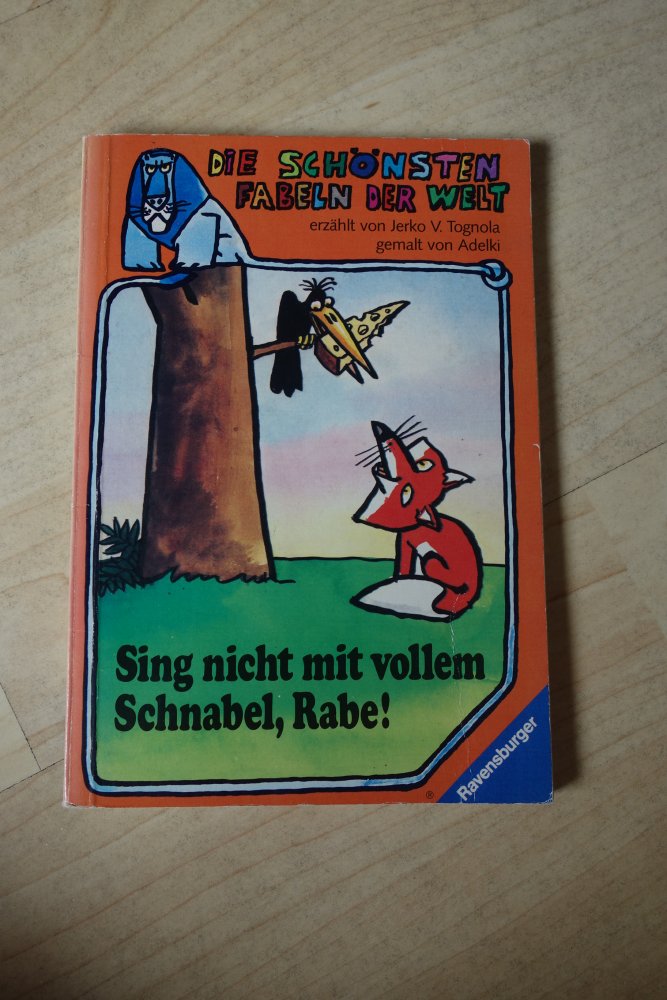 DIE SCHÖNSTEN
FABELN DER WELT
erzählt von Jerko V. Tognola
gemalt von Adelki
Sing nicht mit vollem
Schnabel, Rabe!
Ravensburger
®